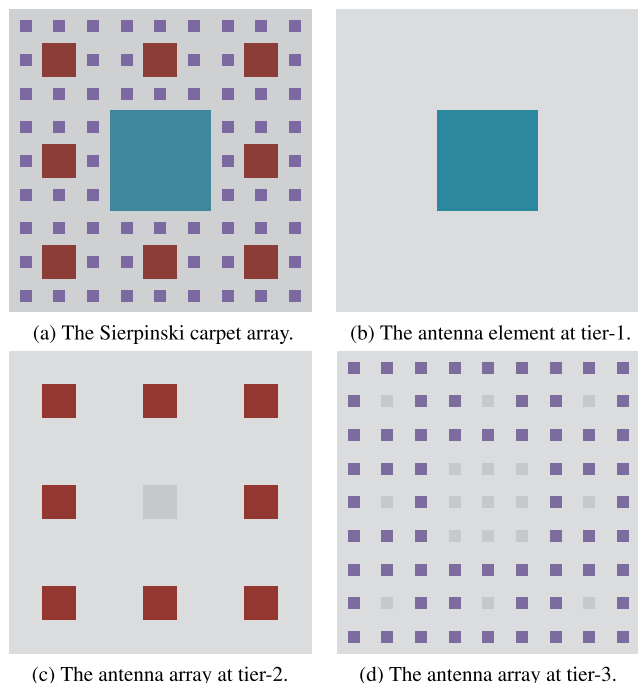 (a) The Sierpinski carpet array.
(b) The antenna element at tier-1.
(c) The antenna array at tier-2.
(d) The antenna array at tier-3.